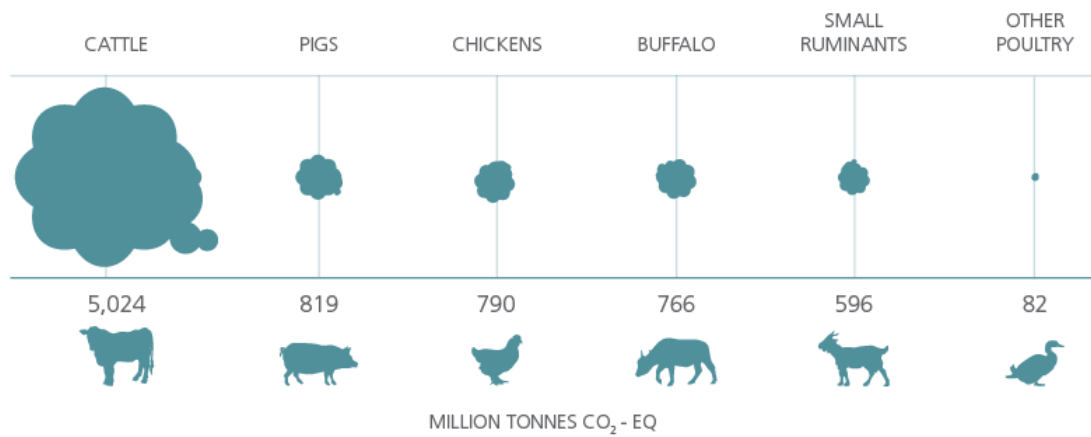 CATTLE
PIGS
CHICKENS
BUFFALO
SMALL
RUMINANTS
OTHER
POULTRY
5,024
819
790
766
596
82
MILLION TONNES CO₂ - EQ